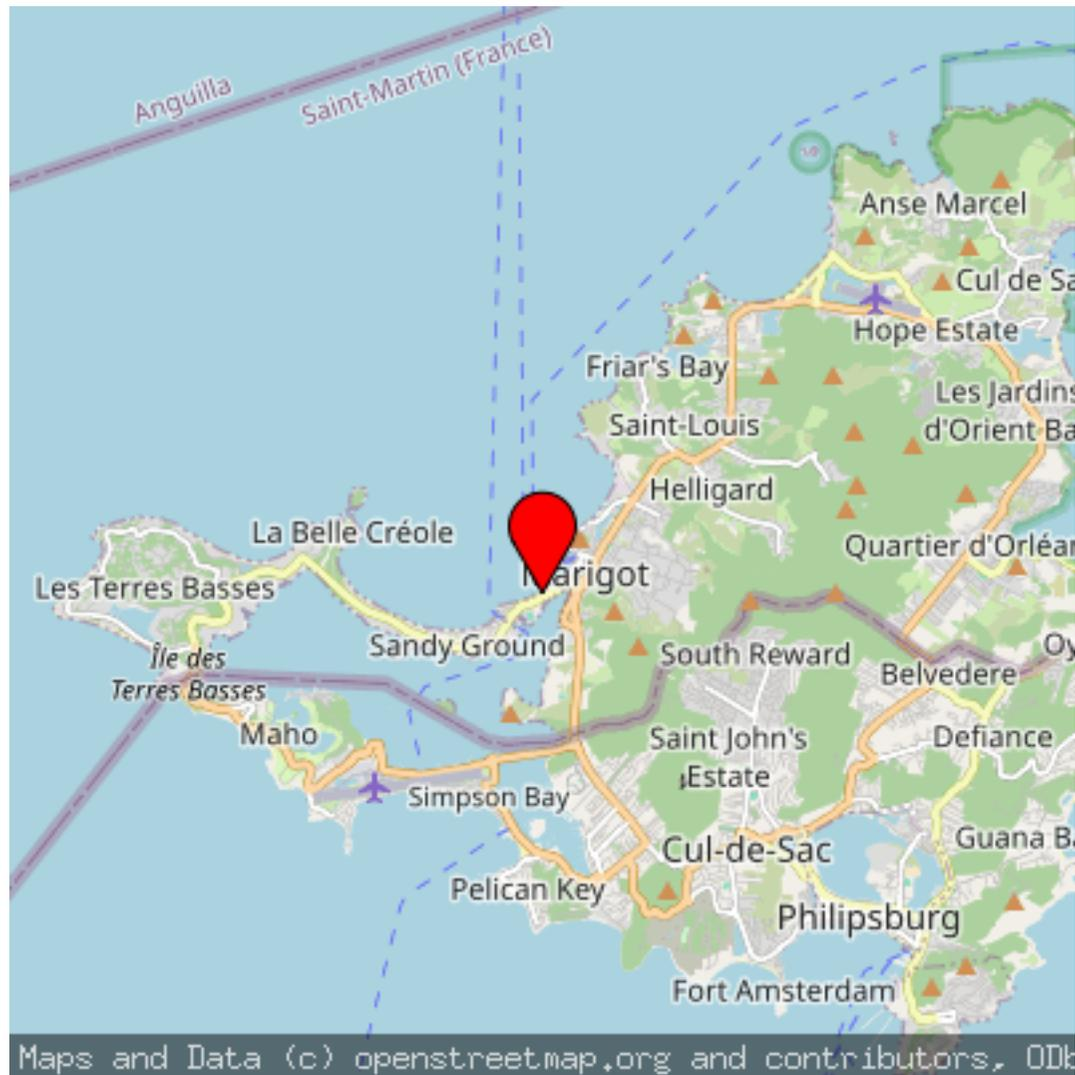 Anguilla
Saint-Martin (France)
Anse Marcel
Cul de Sa
Hope Estate
Friar's Bay
Les Jardins
d'Orient Ba
Saint-Louis
Helligard
La Belle Créole
Quartier d'Orléan
Marigot
Les Terres Basses
Sandy Ground
Île des
Terres Basses
South Reward
Oy
Belvedere
Maho
Saint John's
Estate
Defiance
Simpson Bay
Guana Ba
Cul-de-Sac
Pelican Key
Philipsburg
Fort Amsterdam
Maps and Data (c) openstreetmap.org and contributors, ODb